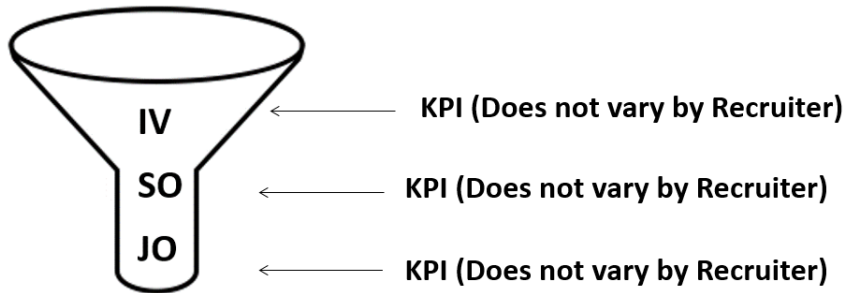 IV
KPI (Does not vary by Recruiter)
SO
KPI (Does not vary by Recruiter)
JO
KPI (Does not vary by Recruiter)